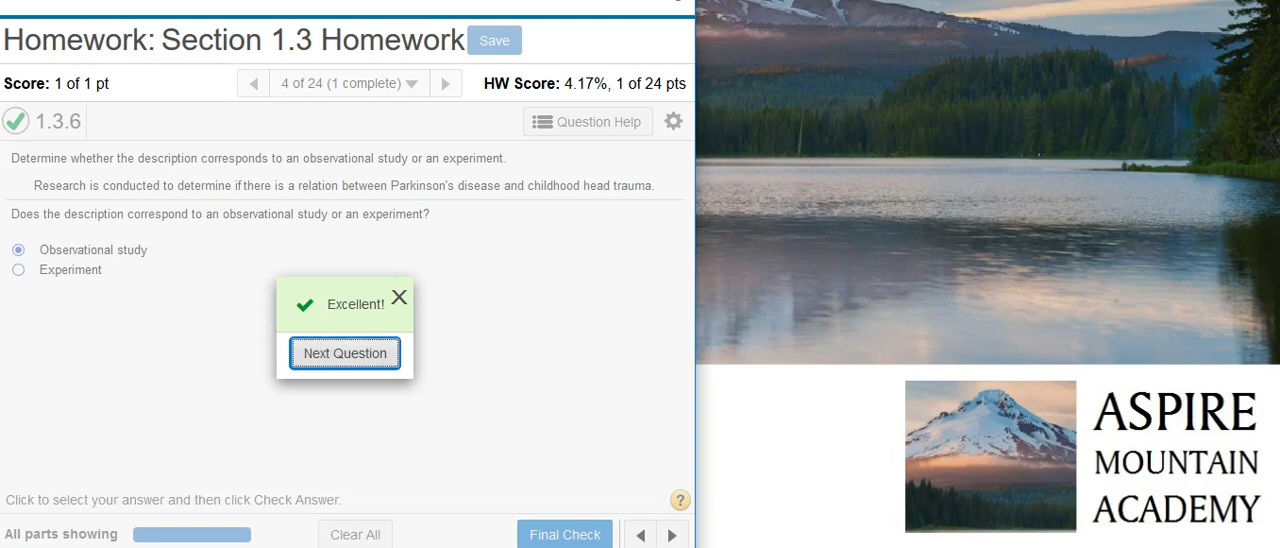 Homework: Section 1.3 Homework Save
Score: 1 of 1 pt 4 of 24 (1 complete) HW Score: 4.17%, 1 of 24 pts
1.3.6 Question Help
Determine whether the description corresponds to an observational study or an experiment.
Research is conducted to determine if there is a relation between Parkinson's disease and childhood head trauma.
Does the description correspond to an observational study or an experiment?
Observational study
Experiment
Excellent! X
Next Question
Click to select your answer and then click Check Answer. ?
All parts showing Clear All Final Check
ASPIRE
MOUNTAIN
ACADEMY